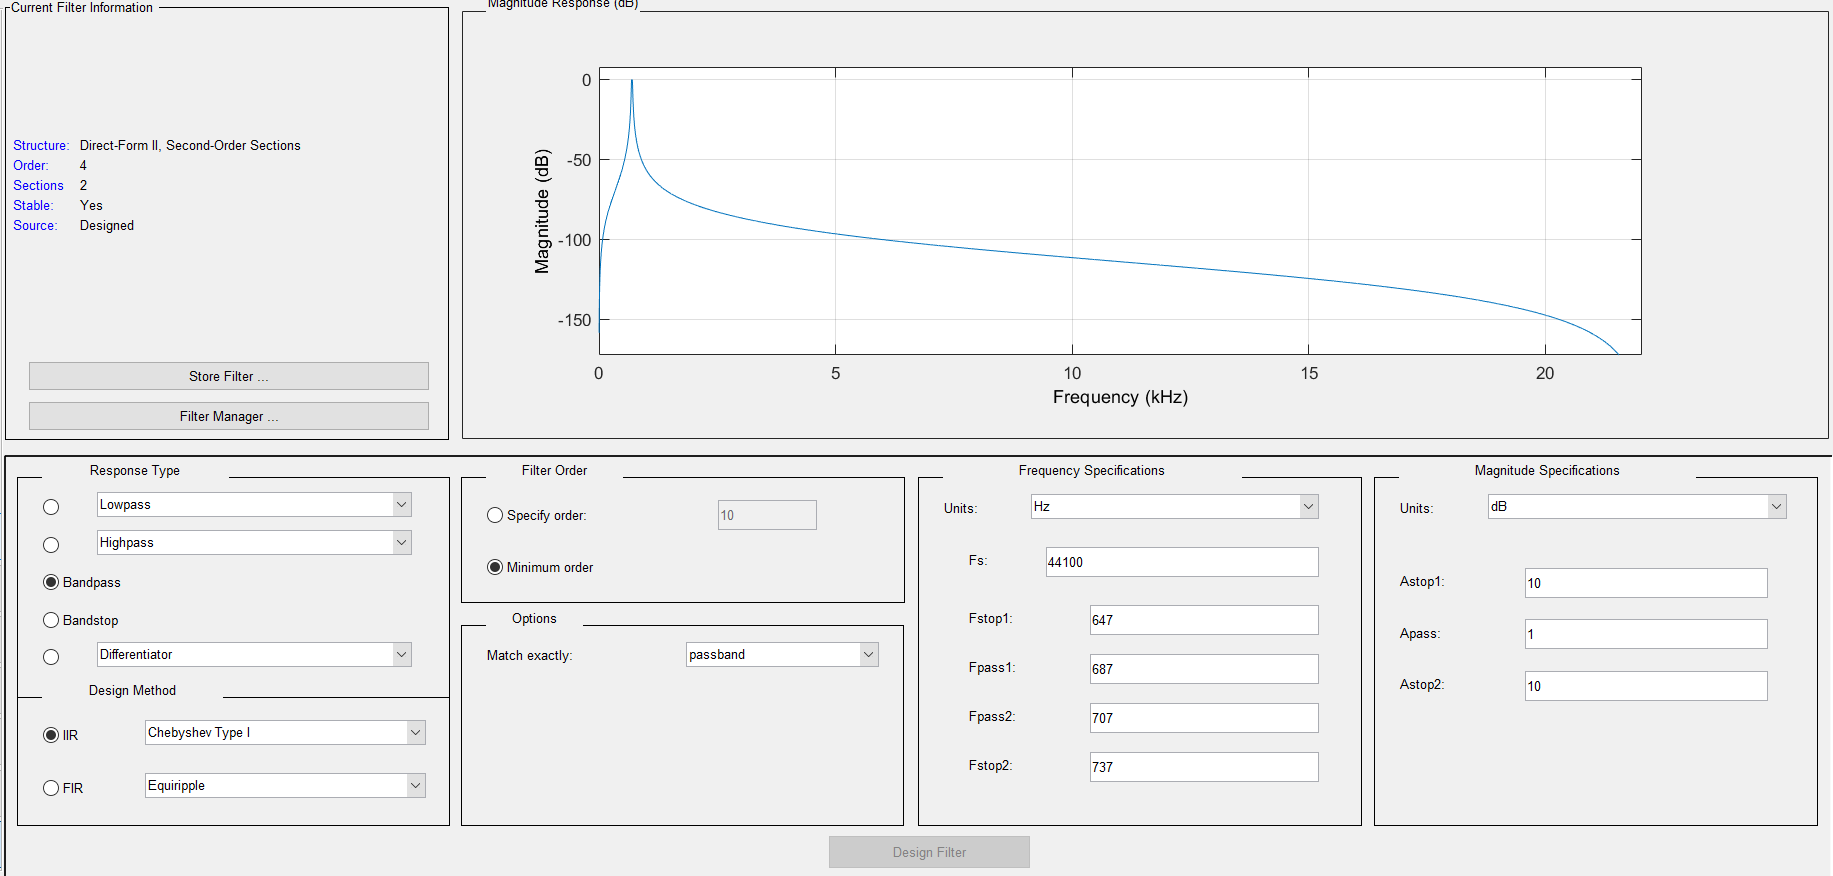 Current Filter Information
Structure: Direct-Form II, Second-Order Sections
Order: 4
Sections 2
Stable: Yes
Source: Designed
Store Filter ...
Filter Manager ...
Magnitude Response (dB)
0
-50
-100
-150
Magnitude (dB)
0 5 10 15 20
Frequency (kHz)
Response Type
Lowpass
Highpass
Bandpass
Bandstop
Differentiator
Design Method
IIR Chebyshev Type I
FIR Equiripple
Filter Order
Specify order: 10
Minimum order
Options
Match exactly: passband
Frequency Specifications
Units: Hz
Fs: 44100
Fstop1: 647
Fpass1: 687
Fpass2: 707
Fstop2: 737
Magnitude Specifications
Units: dB
Astop1: 10
Apass: 1
Astop2: 10
Design Filter